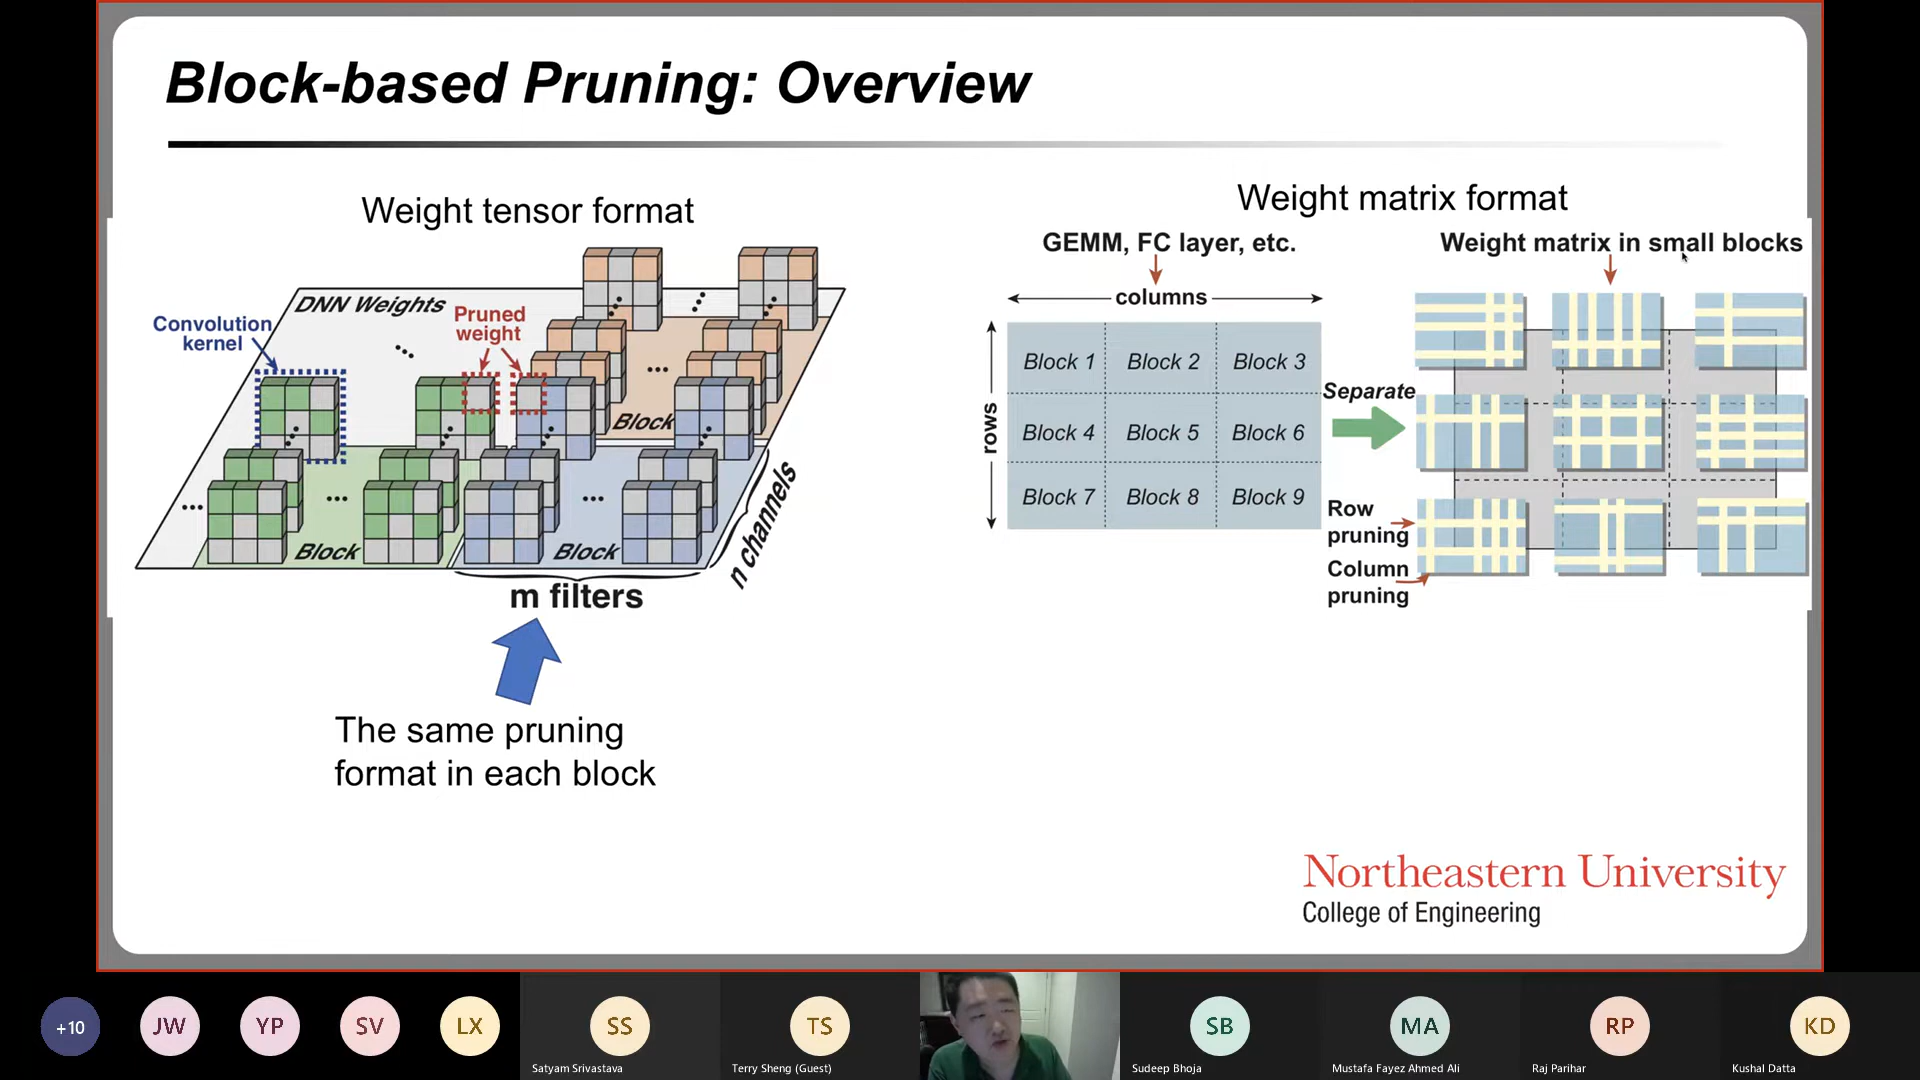 Block-based Pruning: Overview
Weight tensor format
DNN Weights
Convolution
kernel
Pruned
weight
Block
Block
Block
n channels
m filters
The same pruning
format in each block
Weight matrix format
GEMM, FC layer, etc.
columns
rows
Block 1 Block 2 Block 3
Block 4 Block 5 Block 6
Block 7 Block 8 Block 9
Separate
Weight matrix in small blocks
Row
pruning
Column
pruning
Northeastern University
College of Engineering
+10 JW YP SV LX SS TS SB MA RP KD
Satyam Srivastava Terry Sheng (Guest) Sudeep Bhoja Mustafa Fayez Ahmed Ali Raj Parihar Kushal Datta